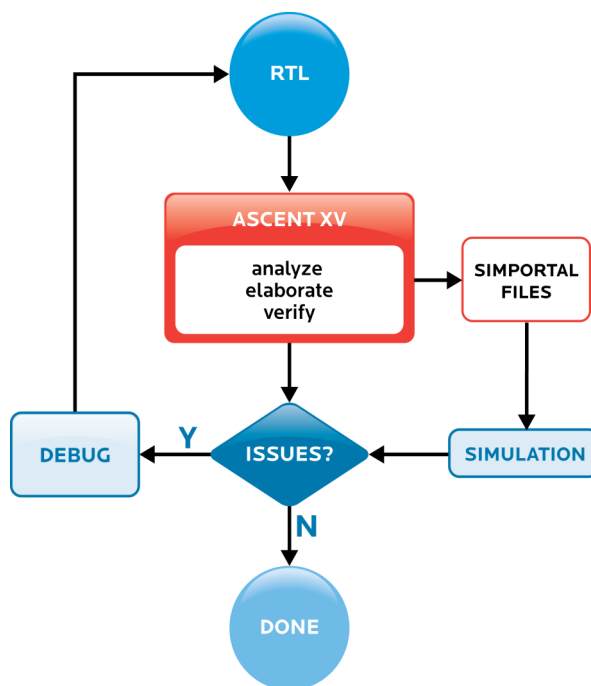 RTL
ASCENT XV
analyze
elaborate
verify
SIMPORTAL
FILES
DEBUG
Y
ISSUES?
SIMULATION
N
DONE